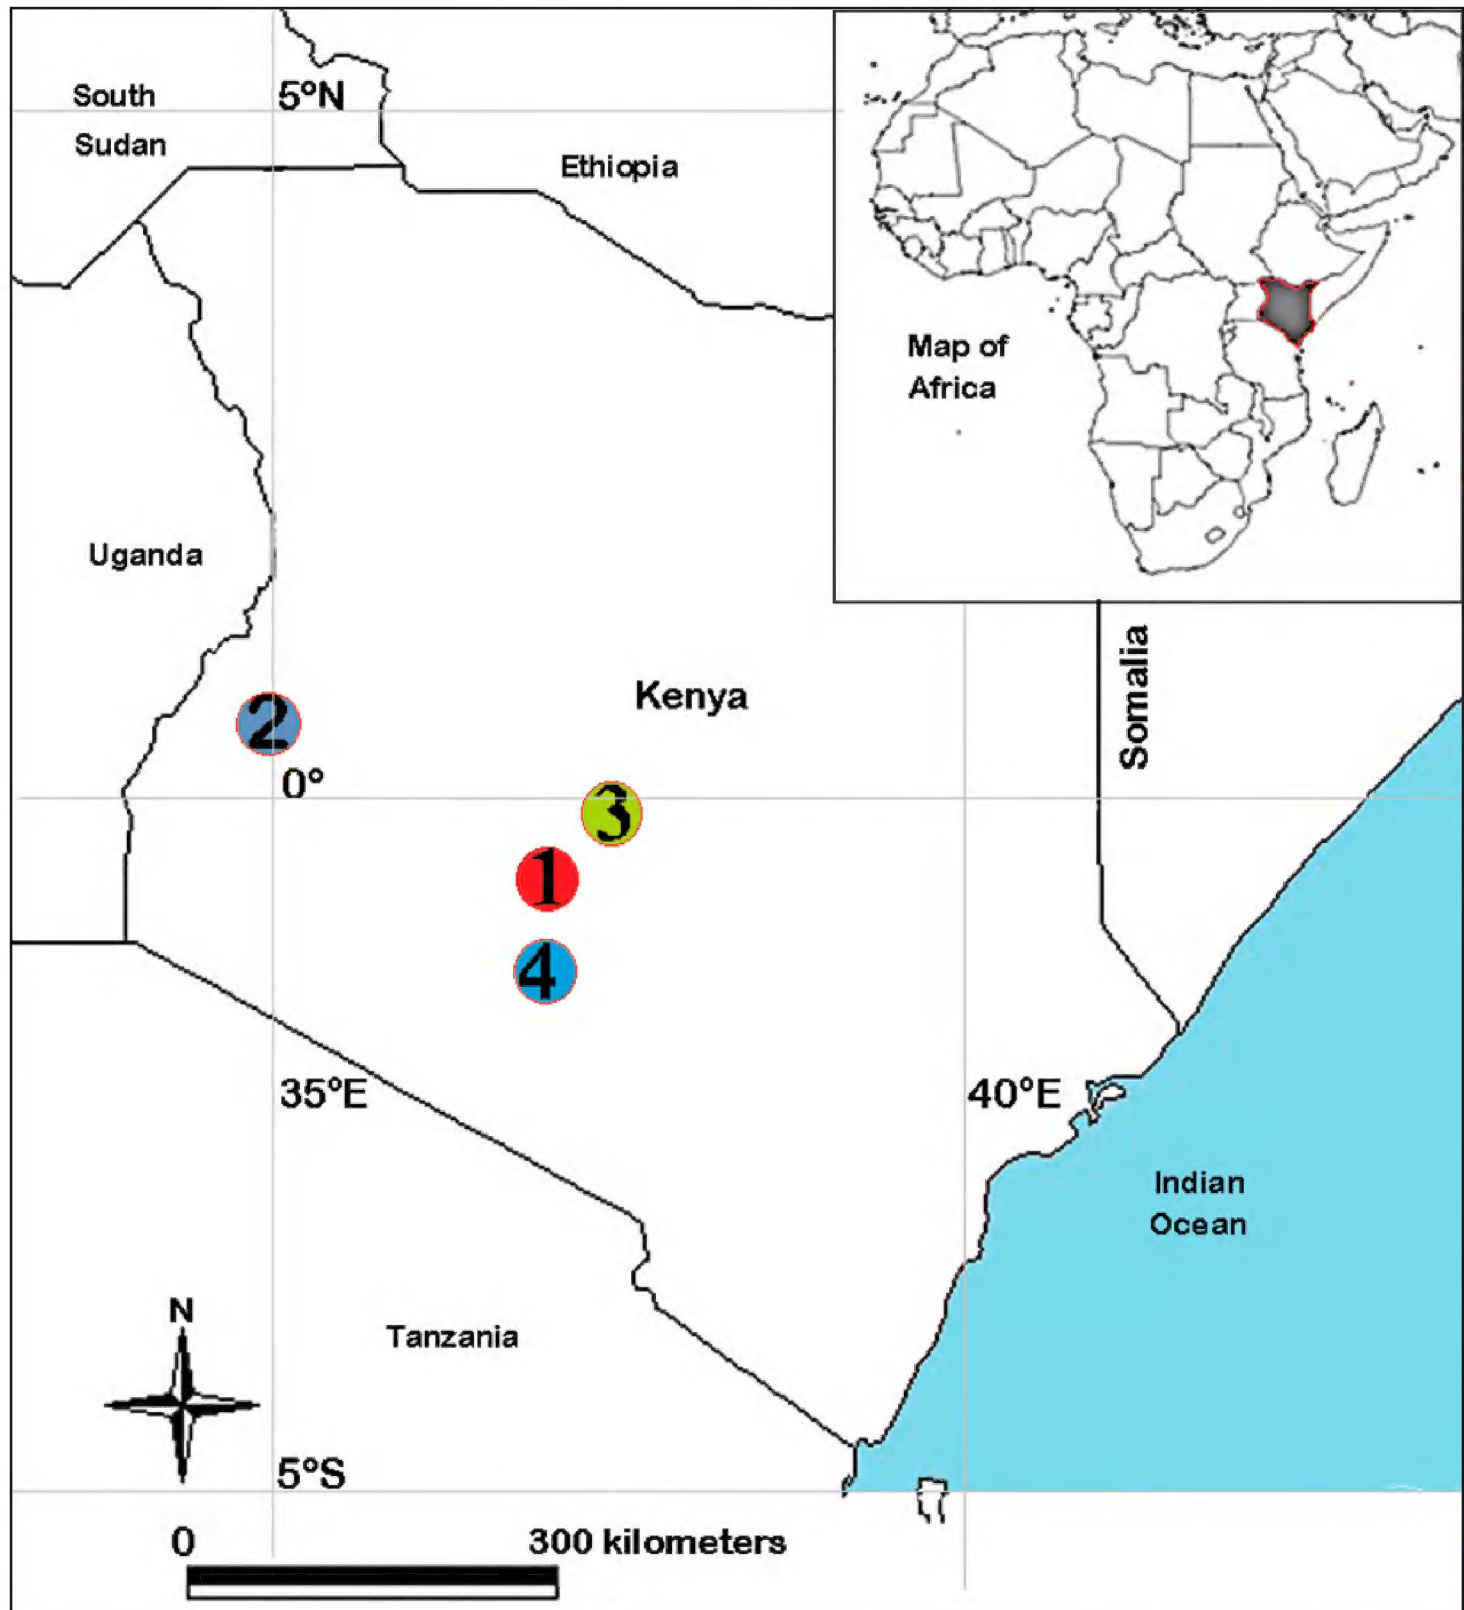 South
Sudan
5°N
Ethiopia
Map of
Africa
Uganda
Somalia
Kenya
2
0°
3
1
4
35°E
40°E
Indian
Ocean
N
Tanzania
5°S
0
300 kilometers